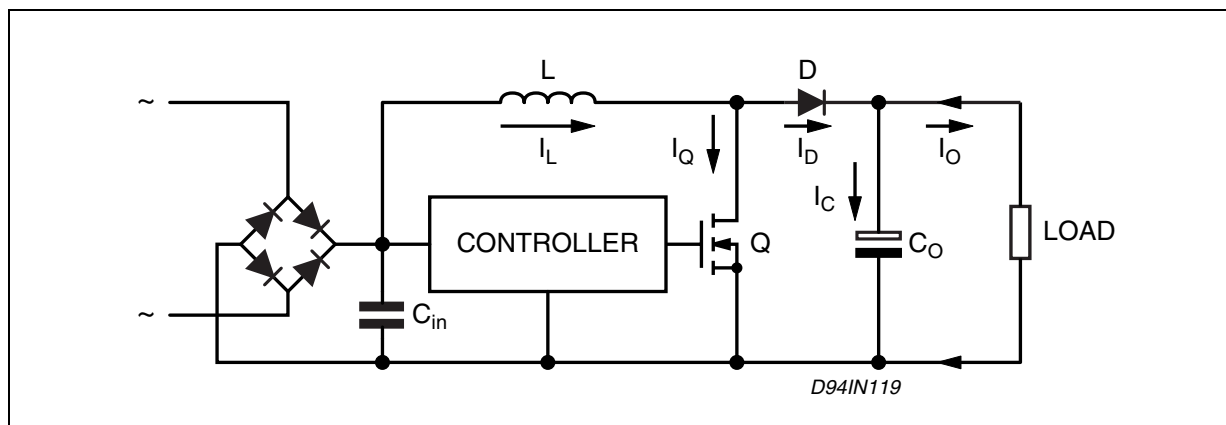 L
D
~
I_L
I_Q
I_D
I_O
I_C
CONTROLLER
Q
C_O
LOAD
C_in
~
D94IN119